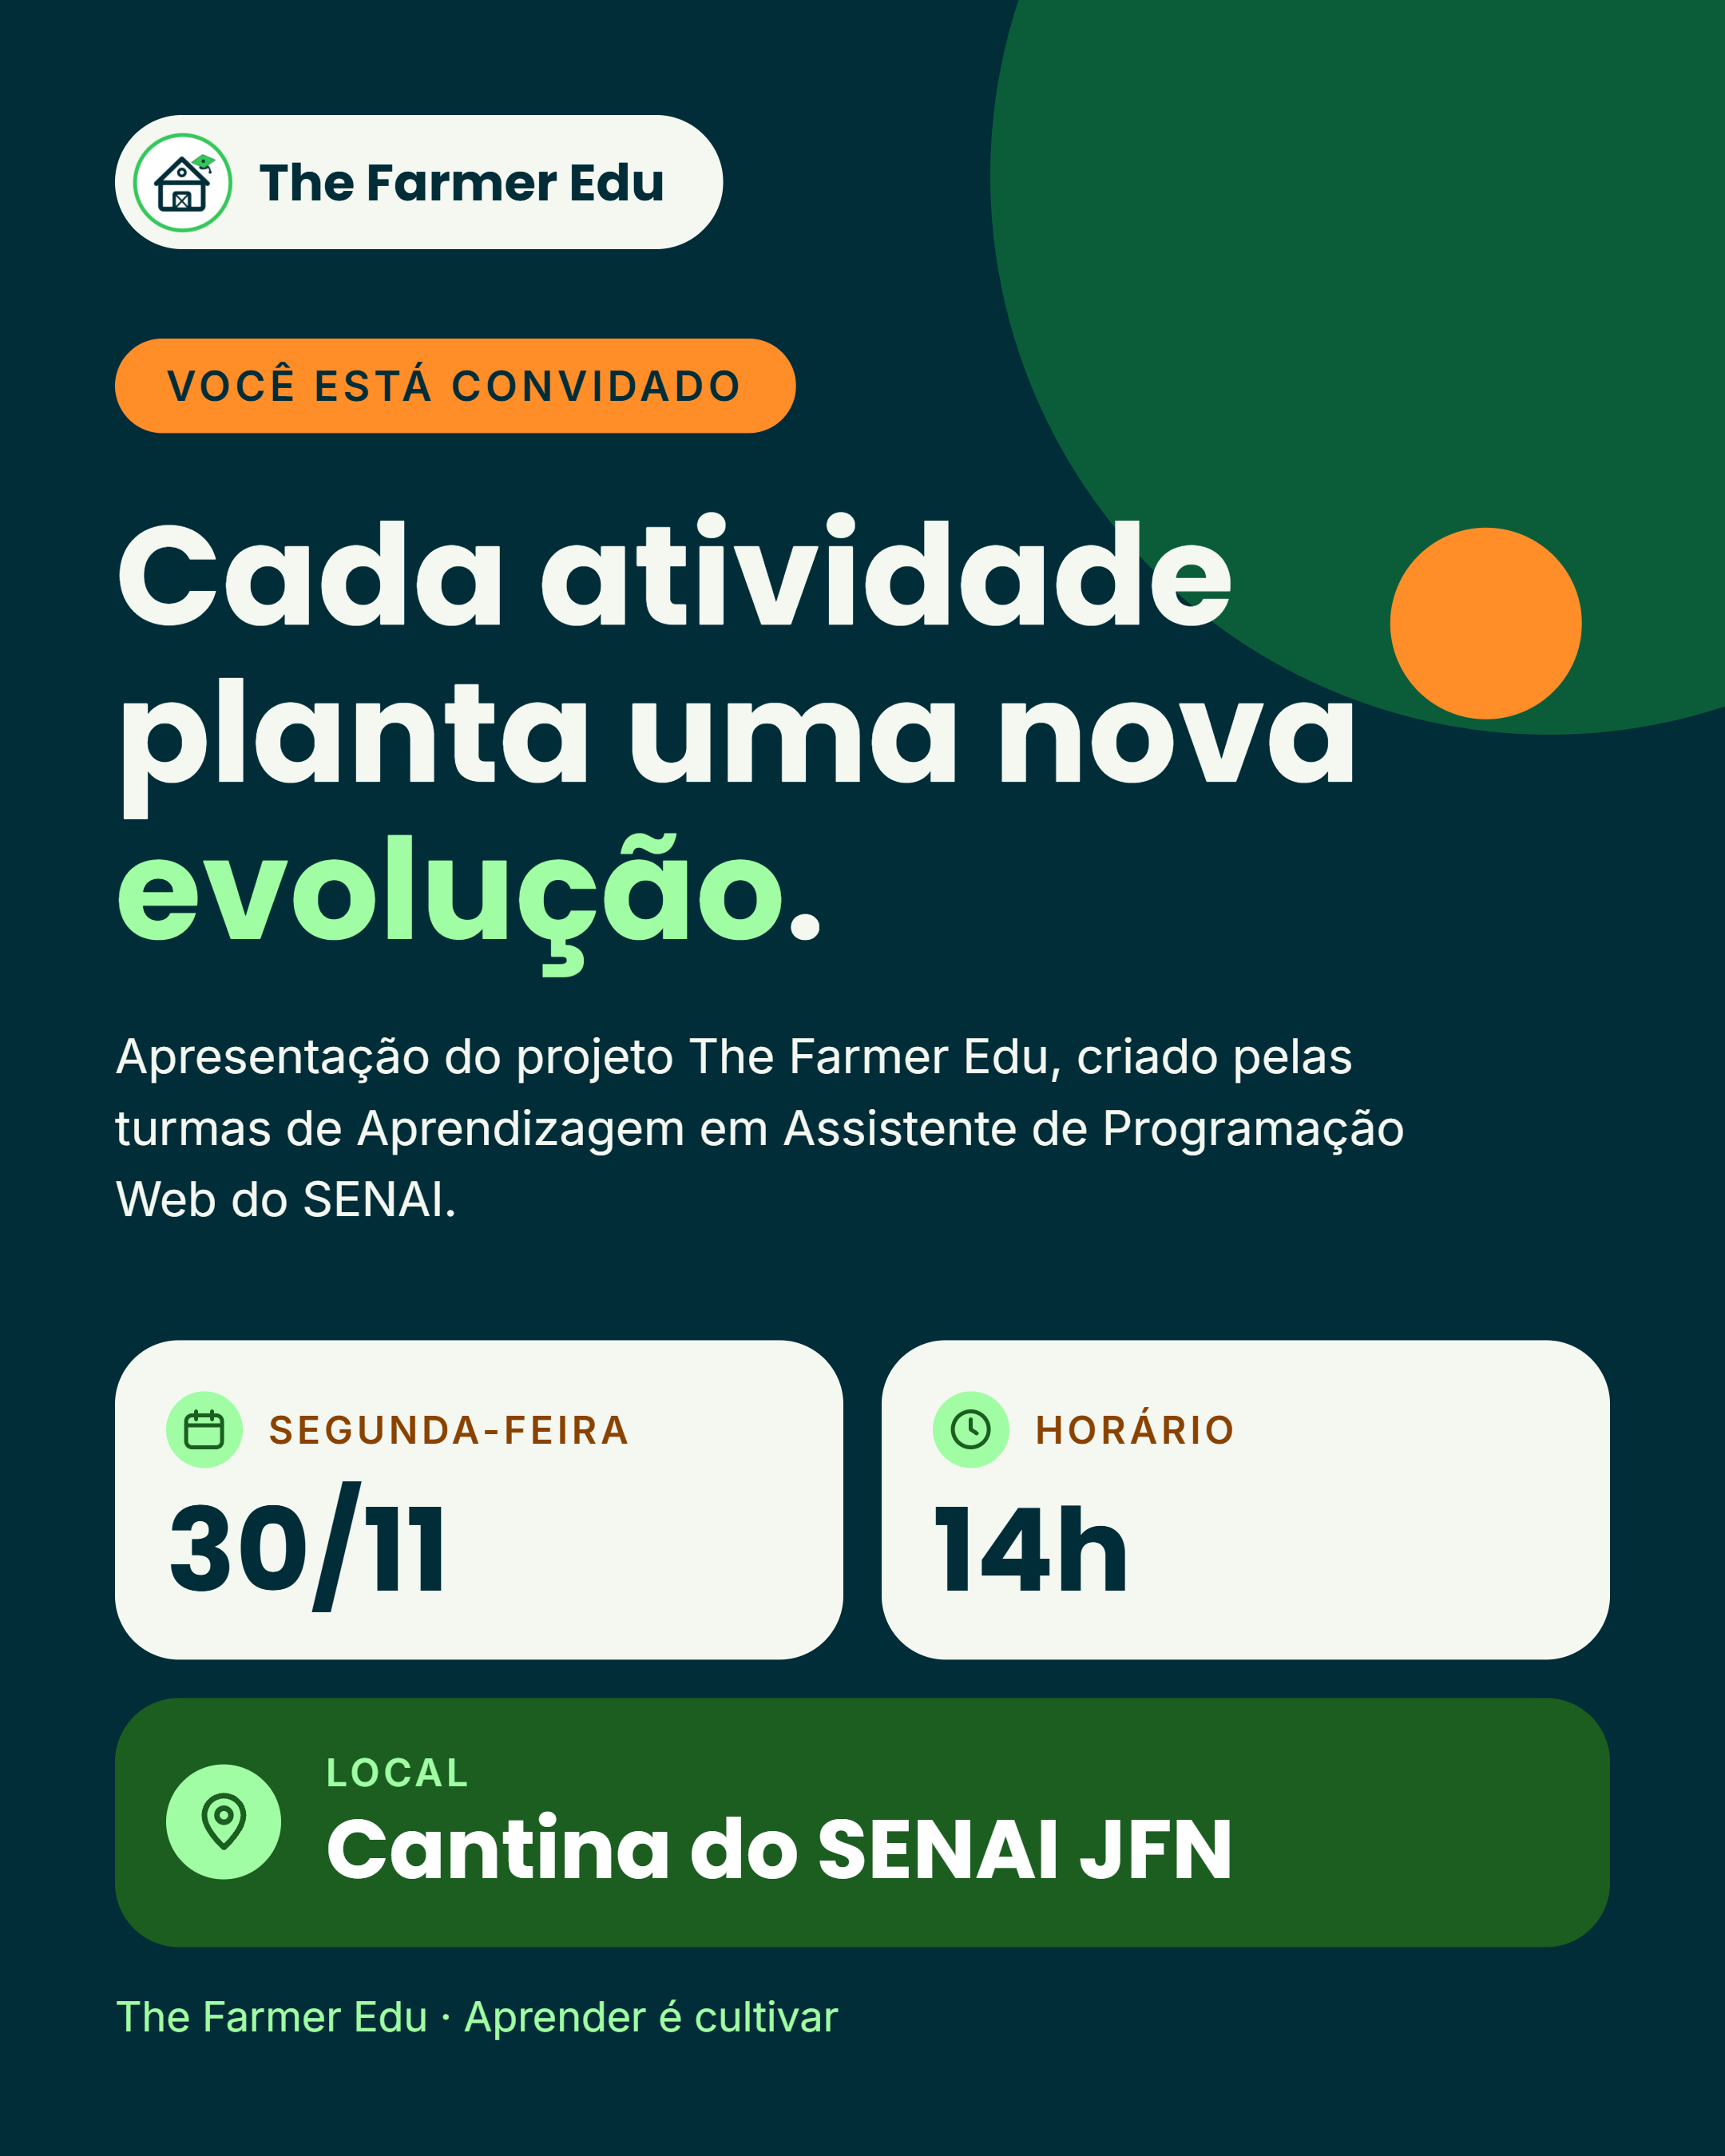 The Farmer Edu
VOCÊ ESTÁ CONVIDADO
Cada atividade
planta uma nova
evolução.
Apresentação do projeto The Farmer Edu, criado pelas
turmas de Aprendizagem em Assistente de Programação
Web do SENAI.
SEGUNDA-FEIRA
30/11
HORÁRIO
14h
LOCAL
Cantina do SENAI JFN
The Farmer Edu · Aprender é cultivar